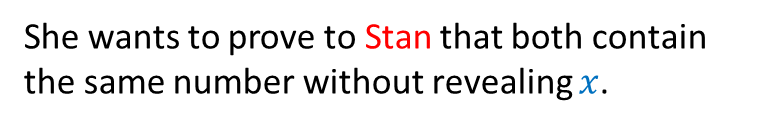 She wants to prove to Stan that both contain
the same number without revealing x.